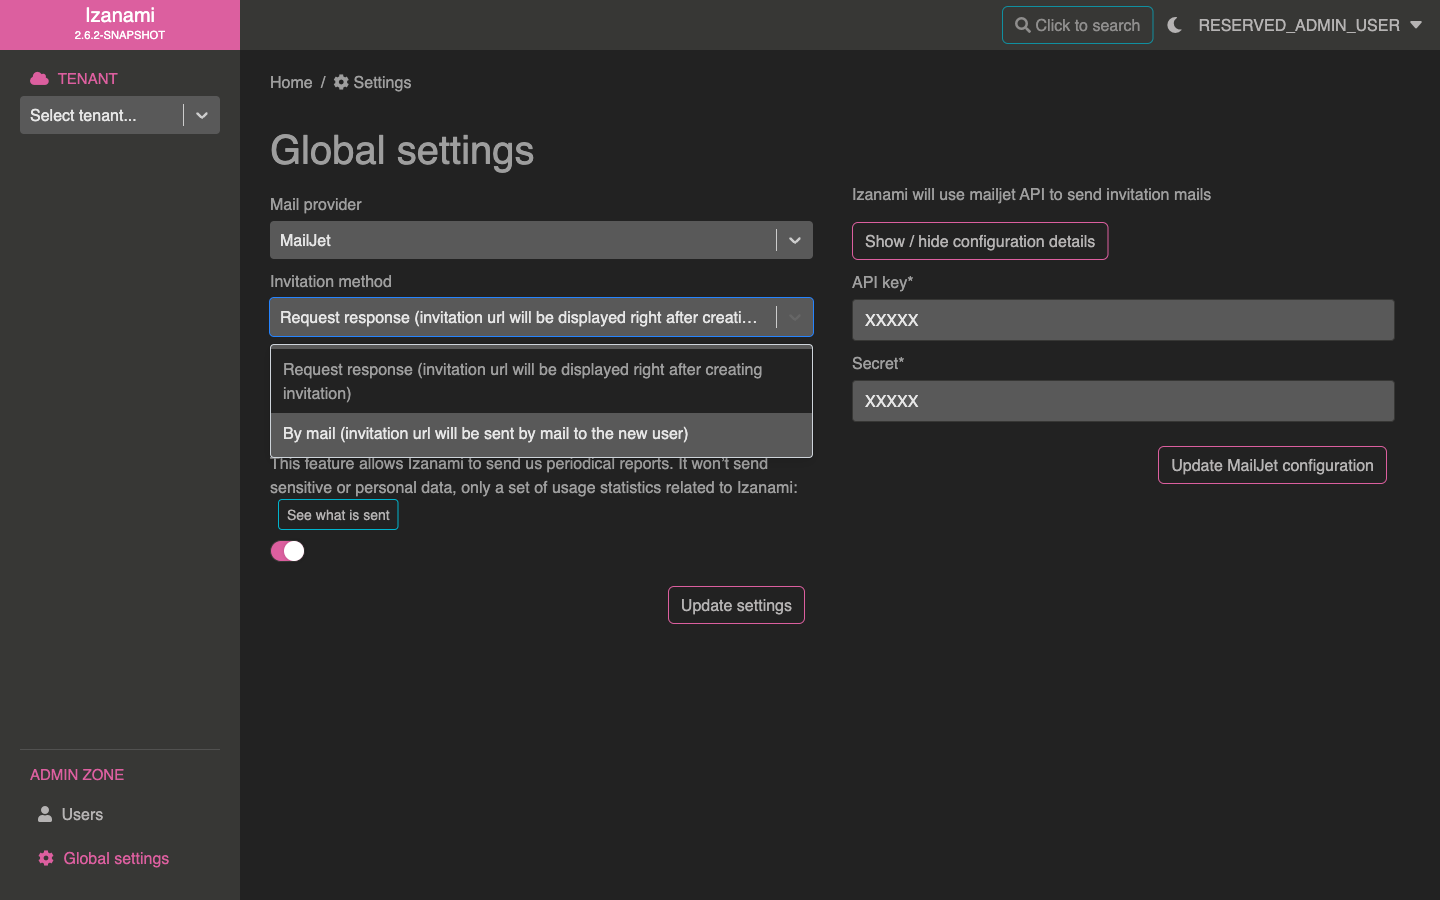 Izanami
2.6.2-SNAPSHOT
Click to search
RESERVED_ADMIN_USER
TENANT
Select tenant...
Home / Settings
Global settings
Mail provider
MailJet
Invitation method
Request response (invitation url will be displayed right after creati...
Request response (invitation url will be displayed right after creating
invitation)
By mail (invitation url will be sent by mail to the new user)
This feature allows Izanami to send us periodical reports. It won't send
sensitive or personal data, only a set of usage statistics related to Izanami:
See what is sent
Update settings
Izanami will use mailjet API to send invitation mails
Show / hide configuration details
API key*
XXXXX
Secret*
XXXXX
Update MailJet configuration
ADMIN ZONE
Users
Global settings